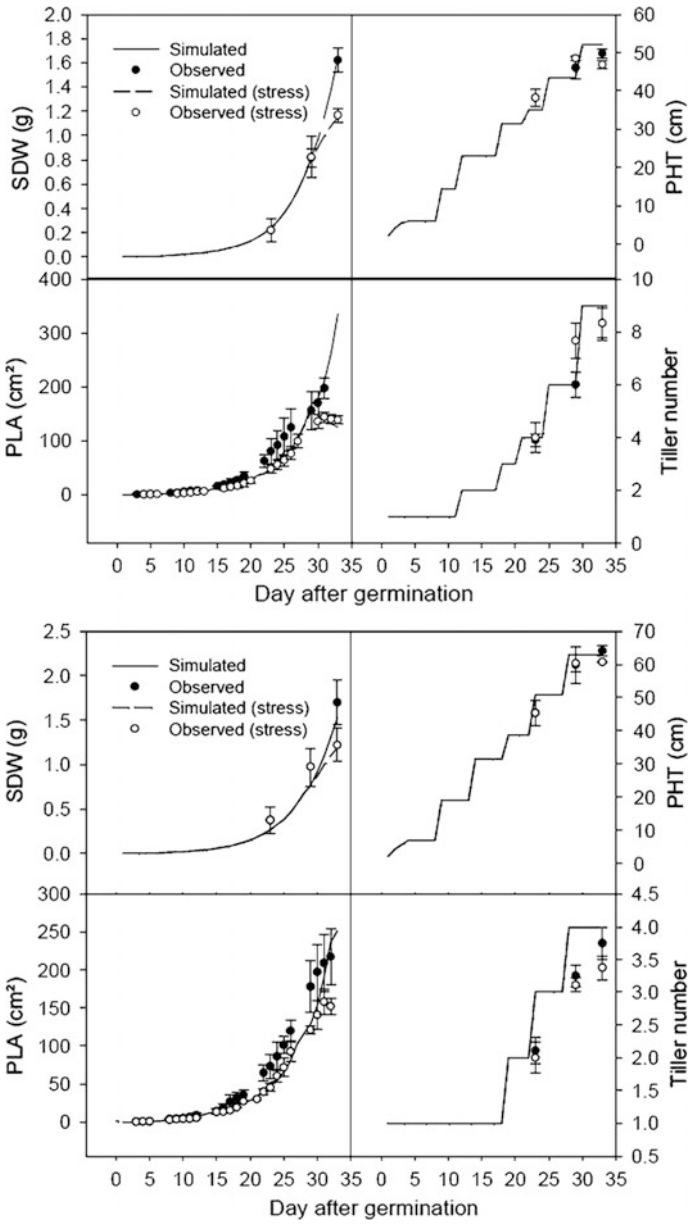 SDW (g)
2.0
1.8
1.6
1.4
1.2
1.0
0.8
0.6
0.4
0.2
0.0
Simulated
Observed
Simulated (stress)
Observed (stress)
60
50
40
30
20
10
0
PHT (cm)
PLA (cm²)
400
300
200
100
0
10
8
6
4
2
Tiller number
0 5 10 15 20 25 30 35 0 5 10 15 20 25 30 35
Day after germination
SDW (g)
2.5
2.0
1.5
1.0
0.5
0.0
Simulated
Observed
Simulated (stress)
Observed (stress)
70
60
50
40
30
20
10
0
PHT (cm)
PLA (cm²)
300
250
200
150
100
50
0
4.5
4.0
3.5
3.0
2.5
2.0
1.5
1.0
0.5
Tiller number
0 5 10 15 20 25 30 35 0 5 10 15 20 25 30 35
Day after germination